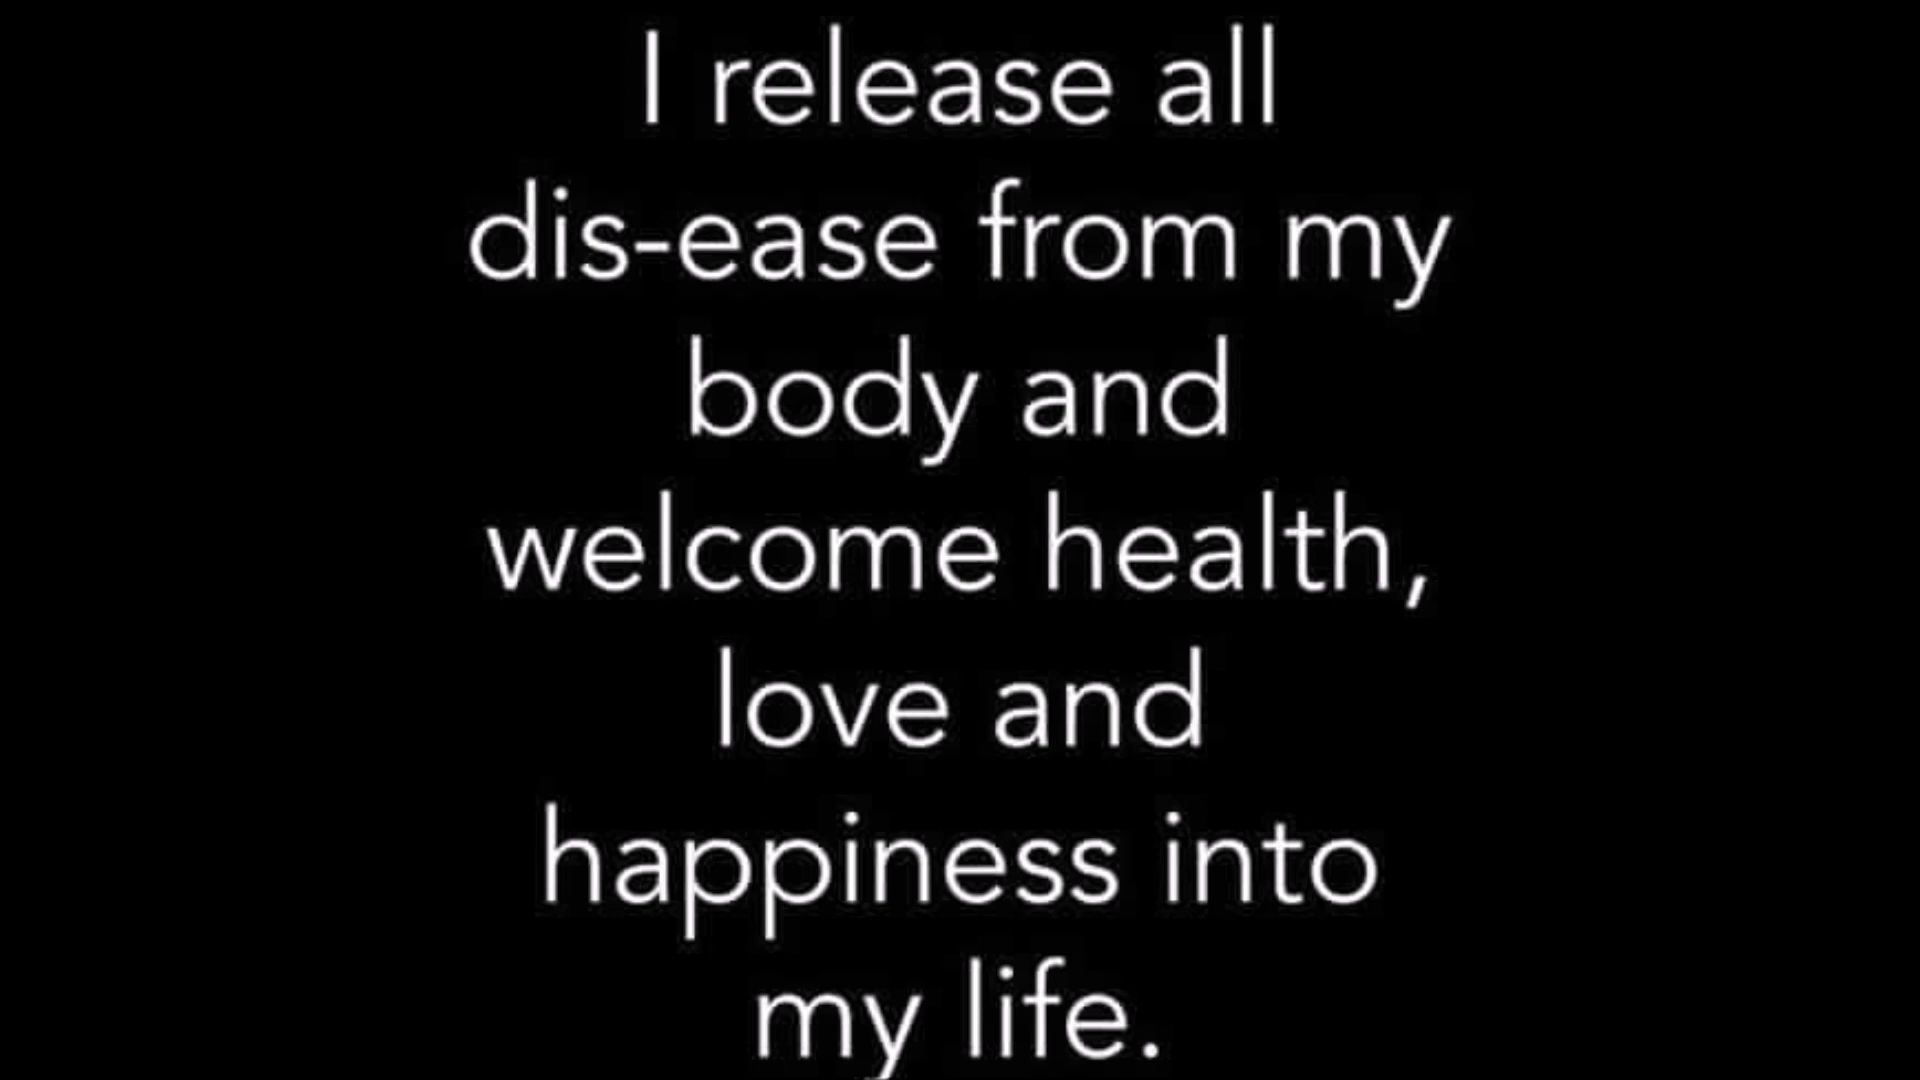 I release all
dis-ease from my
body and
welcome health,
love and
happiness into
my life.